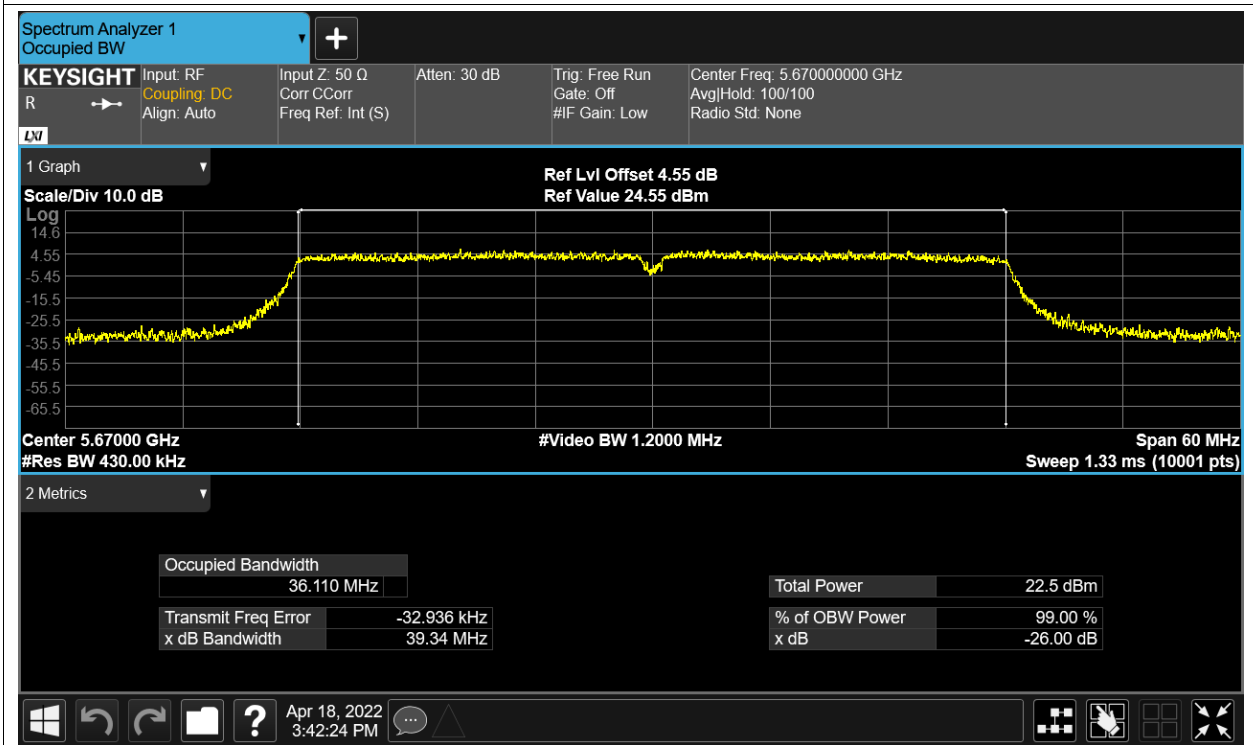 Spectrum Analyzer 1
Occupied BW
KEYSIGHT
R
LXI
Input: RF
Coupling: DC
Align: Auto
Input Z: 50 Ω
Corr CCorr
Freq Ref: Int (S)
Atten: 30 dB
Trig: Free Run
Gate: Off
#IF Gain: Low
Center Freq: 5.670000000 GHz
Avg|Hold: 100/100
Radio Std: None
1 Graph
Scale/Div 10.0 dB
Ref Lvl Offset 4.55 dB
Ref Value 24.55 dBm
Log
14.6
4.55
-5.45
-15.5
-25.5
-35.5
-45.5
-55.5
-65.5
Center 5.67000 GHz
#Video BW 1.2000 MHz
Span 60 MHz
#Res BW 430.00 kHz
Sweep 1.33 ms (10001 pts)
2 Metrics
Occupied Bandwidth
36.110 MHz
Total Power 22.5 dBm
Transmit Freq Error -32.936 kHz
% of OBW Power 99.00 %
x dB Bandwidth 39.34 MHz
x dB -26.00 dB
?
Apr 18, 2022
3:42:24 PM